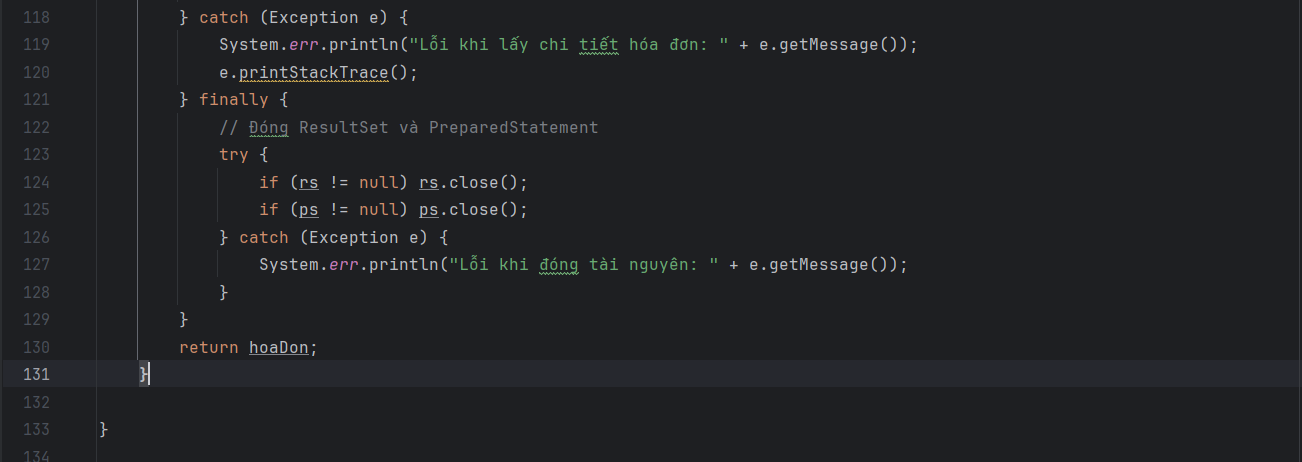 118 } catch (Exception e) {
119 System.err.println("Lỗi khi lấy chi tiết hóa đơn: " + e.getMessage());
120 e.printStackTrace();
121 } finally {
122 // Đóng ResultSet và PreparedStatement
123 try {
124 if (rs != null) rs.close();
125 if (ps != null) ps.close();
126 } catch (Exception e) {
127 System.err.println("Lỗi khi đóng tài nguyên: " + e.getMessage());
128 }
129 }
130 return hoaDon;
131 }
132
133 }
134